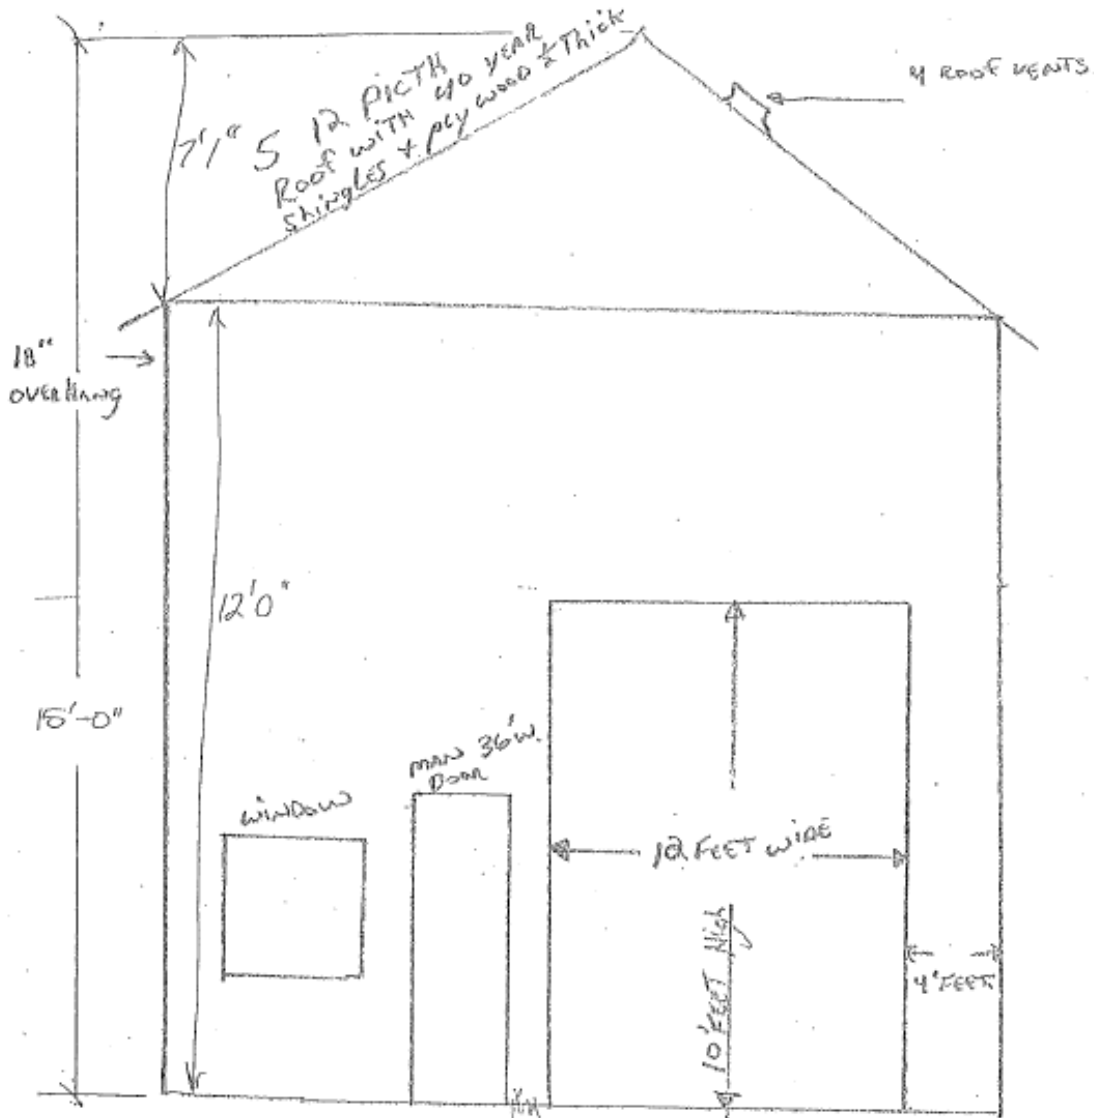 4 ROOF VENTS
7'1"
5 12 PICTH
Roof WITH 40 YEAR
ShiNgLES + ply wood 1/2 Thick
18"
OVERHang
12'0"
15'-0"
MAN 36'W.
DOOR
WINDOW
12 FEET WIDE
10' FEET High
4' FEET